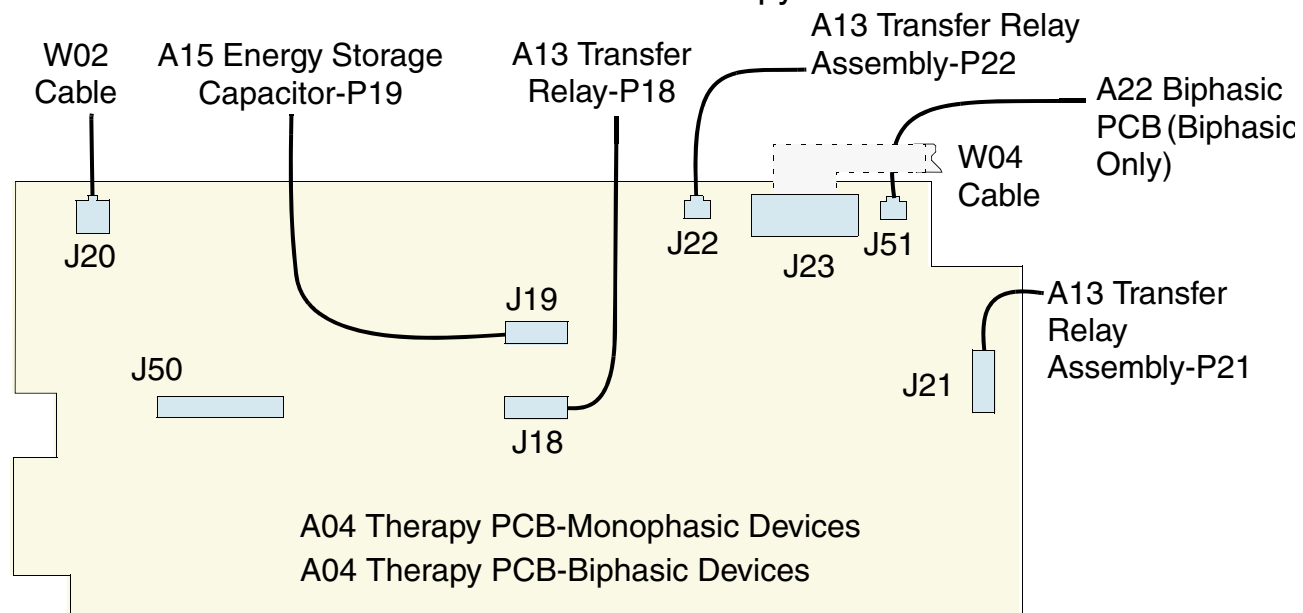 py
A13 Transfer Relay
Assembly-P22
W02
Cable
A15 Energy Storage
Capacitor-P19
A13 Transfer
Relay-P18
A22 Biphasic
PCB (Biphasic
Only)
W04
Cable
J20
J22
J23
J51
J19
A13 Transfer
Relay
Assembly-P21
J50
J21
J18
A04 Therapy PCB-Monophasic Devices
A04 Therapy PCB-Biphasic Devices